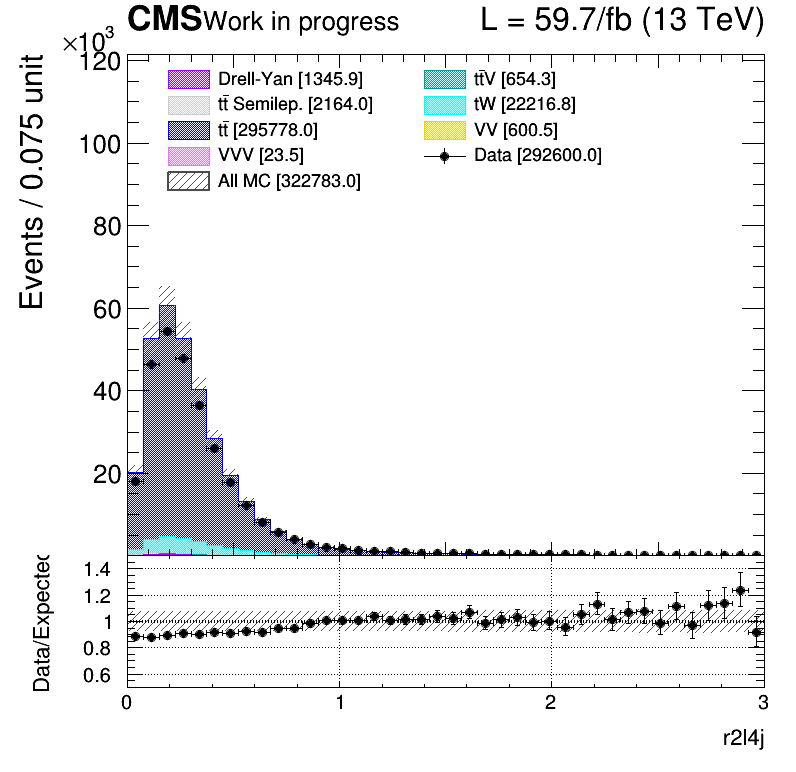 CMS Work in progress L = 59.7/fb (13 TeV)
×10³
Events / 0.075 unit
120
100
80
60
40
20
Drell-Yan [1345.9]
tt̄ Semilep. [2164.0]
tt̄ [295778.0]
VVV [23.5]
All MC [322783.0]
tt̄V [654.3]
tW [22216.8]
VV [600.5]
Data [292600.0]
Data/Expected
1.4
1.2
1
0.8
0.6
0 1 2 3
r2l4j